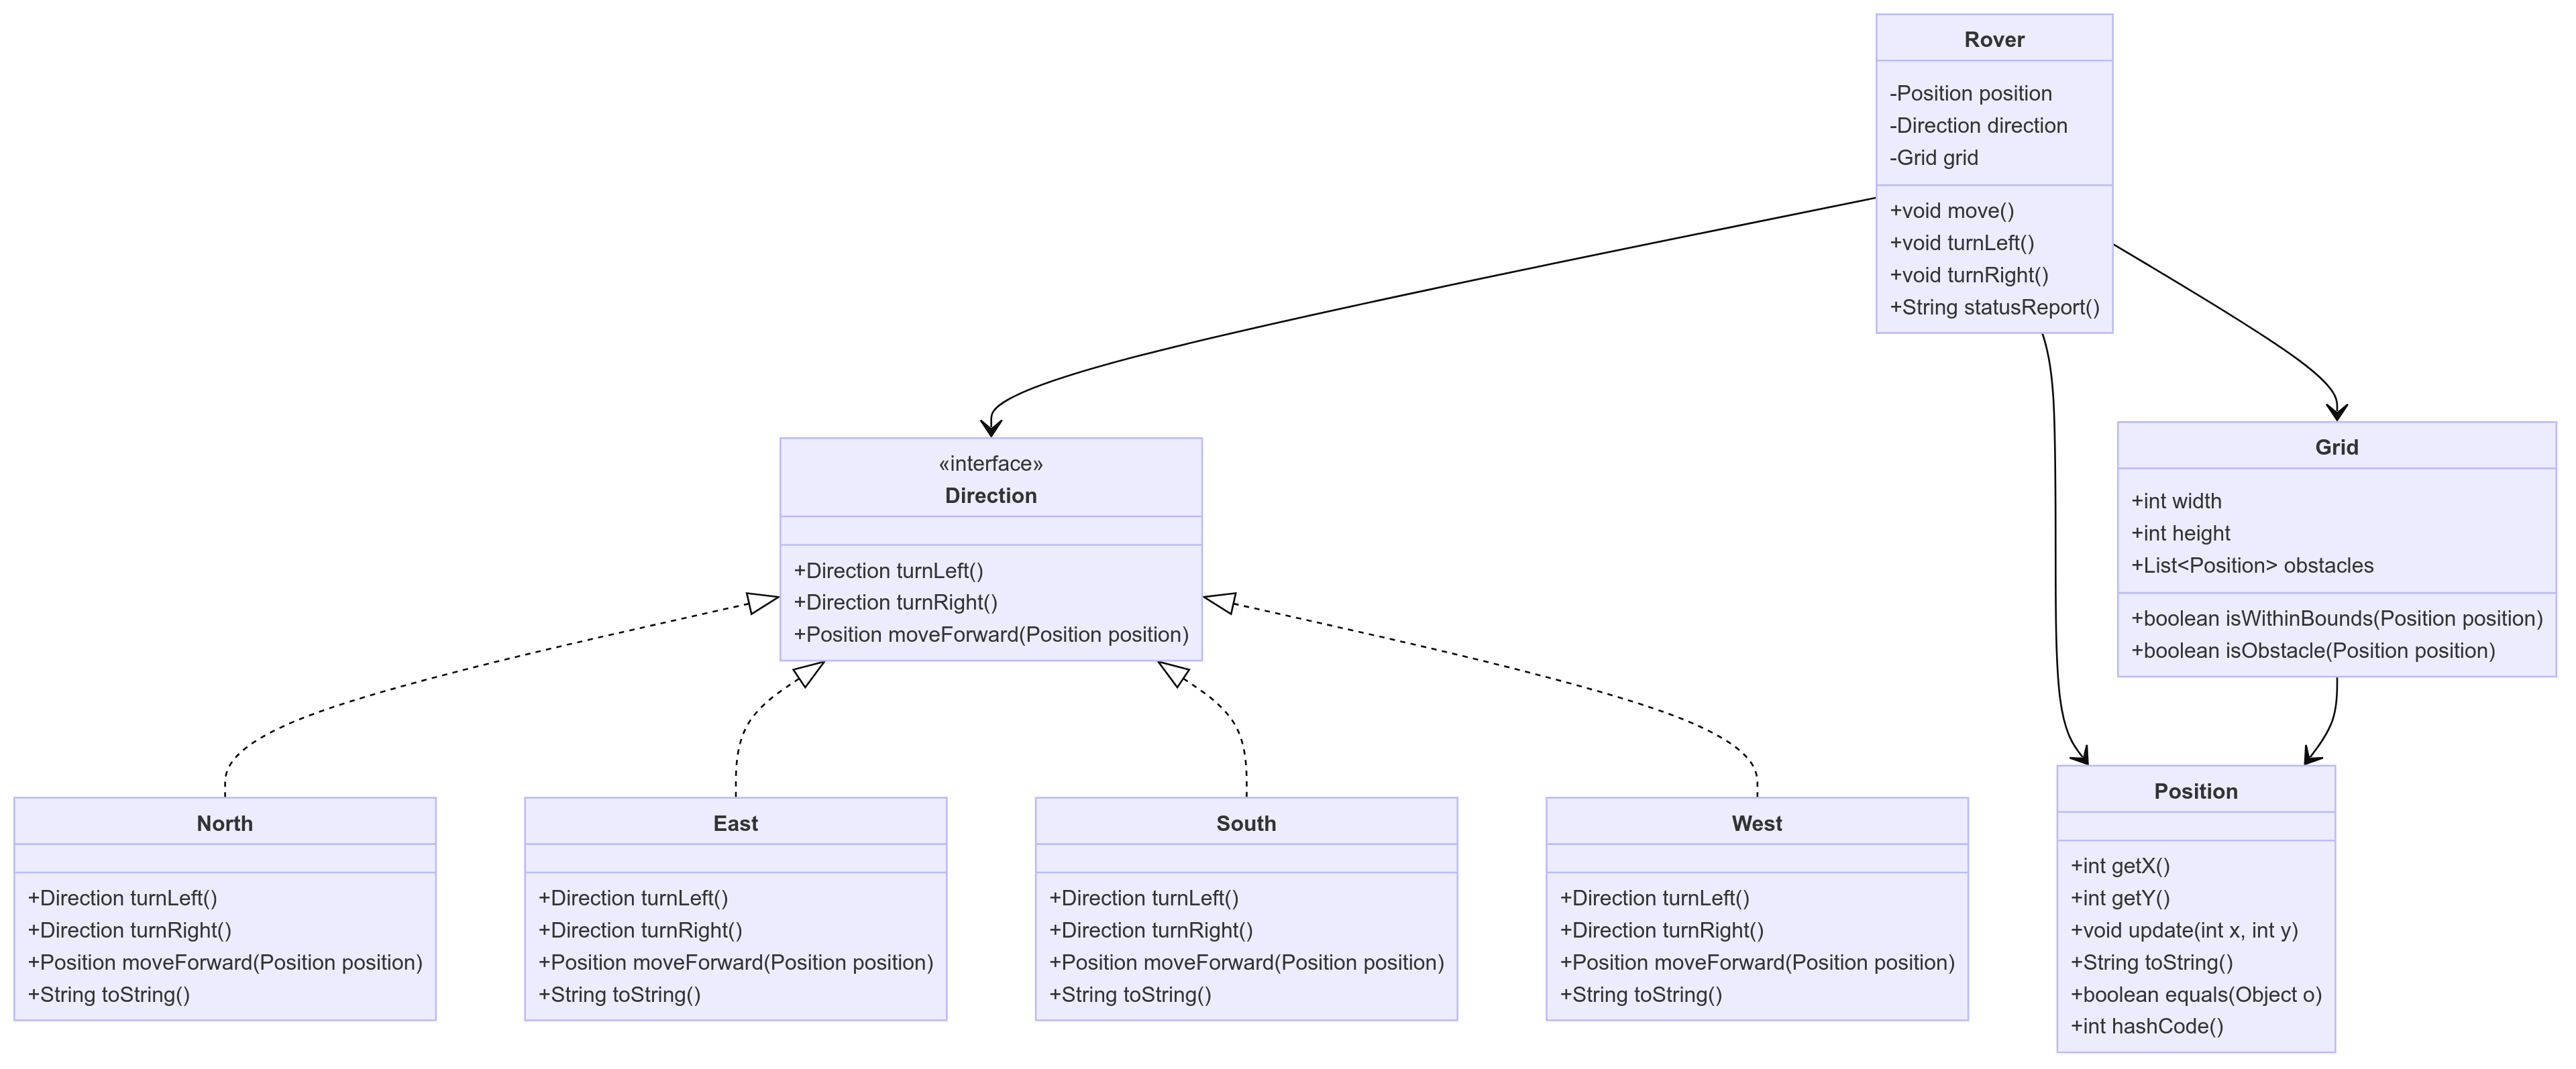 Rover
-Position position
-Direction direction
-Grid grid
+void move()
+void turnLeft()
+void turnRight()
+String statusReport()
«interface»
Direction
+Direction turnLeft()
+Direction turnRight()
+Position moveForward(Position position)
Grid
+int width
+int height
+List<Position> obstacles
+boolean isWithinBounds(Position position)
+boolean isObstacle(Position position)
North
+Direction turnLeft()
+Direction turnRight()
+Position moveForward(Position position)
+String toString()
East
+Direction turnLeft()
+Direction turnRight()
+Position moveForward(Position position)
+String toString()
South
+Direction turnLeft()
+Direction turnRight()
+Position moveForward(Position position)
+String toString()
West
+Direction turnLeft()
+Direction turnRight()
+Position moveForward(Position position)
+String toString()
Position
+int getX()
+int getY()
+void update(int x, int y)
+String toString()
+boolean equals(Object o)
+int hashCode()